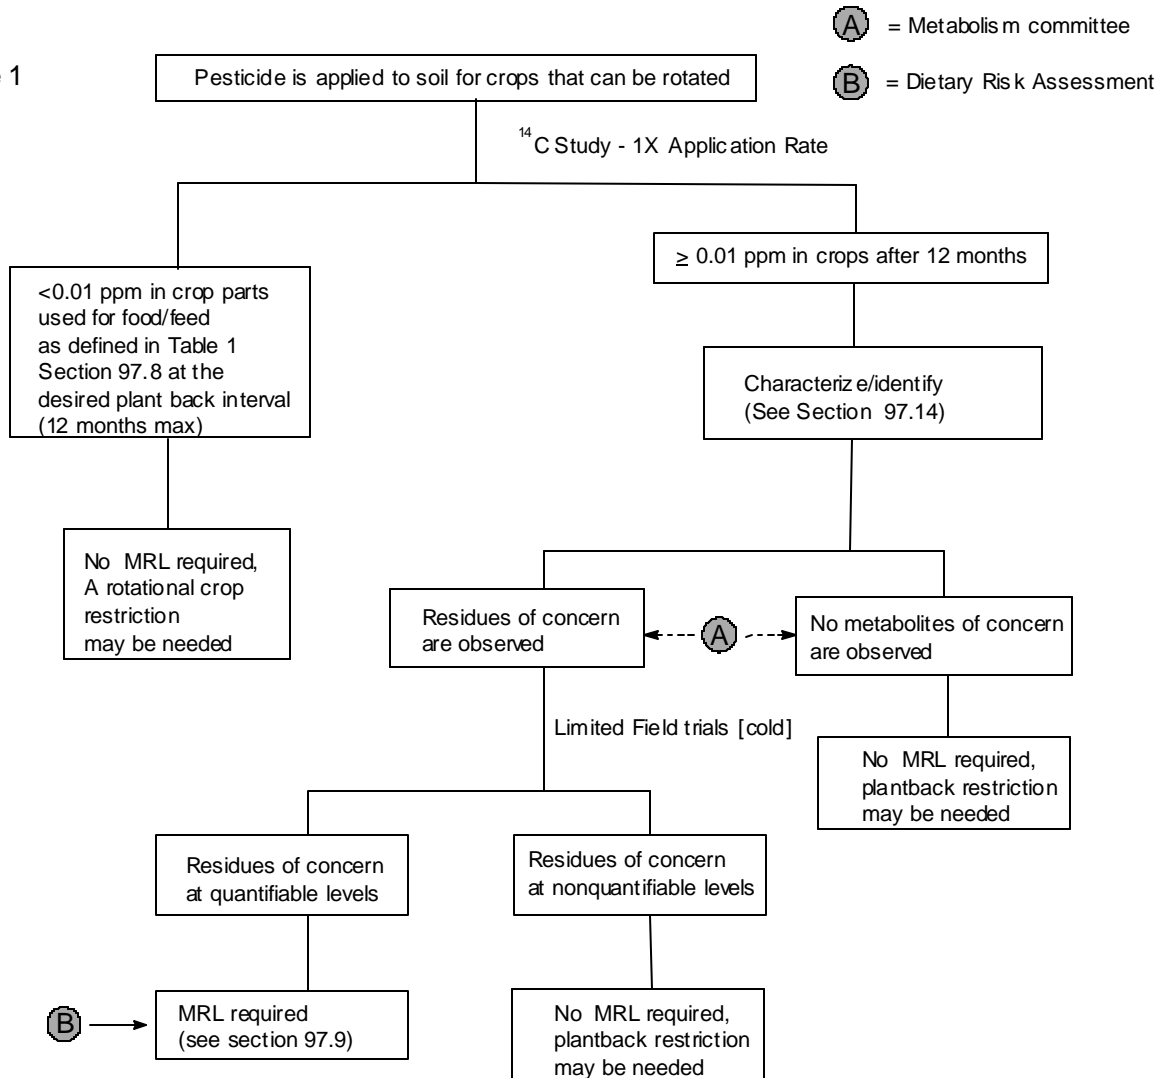 A = Metabolism committee
B = Dietary Risk Assessment
1
Pesticide is applied to soil for crops that can be rotated
14C Study - 1X Application Rate
≥ 0.01 ppm in crops after 12 months
<0.01 ppm in crop parts
used for food/feed
as defined in Table 1
Section 97.8 at the
desired plant back interval
(12 months max)
Characterize/identify
(See Section 97.14)
No MRL required,
A rotational crop
restriction
may be needed
Residues of concern
are observed
A
No metabolites of concern
are observed
Limited Field trials [cold]
No MRL required,
plantback restriction
may be needed
Residues of concern
at quantifiable levels
Residues of concern
at nonquantifiable levels
B
MRL required
(see section 97.9)
No MRL required,
plantback restriction
may be needed